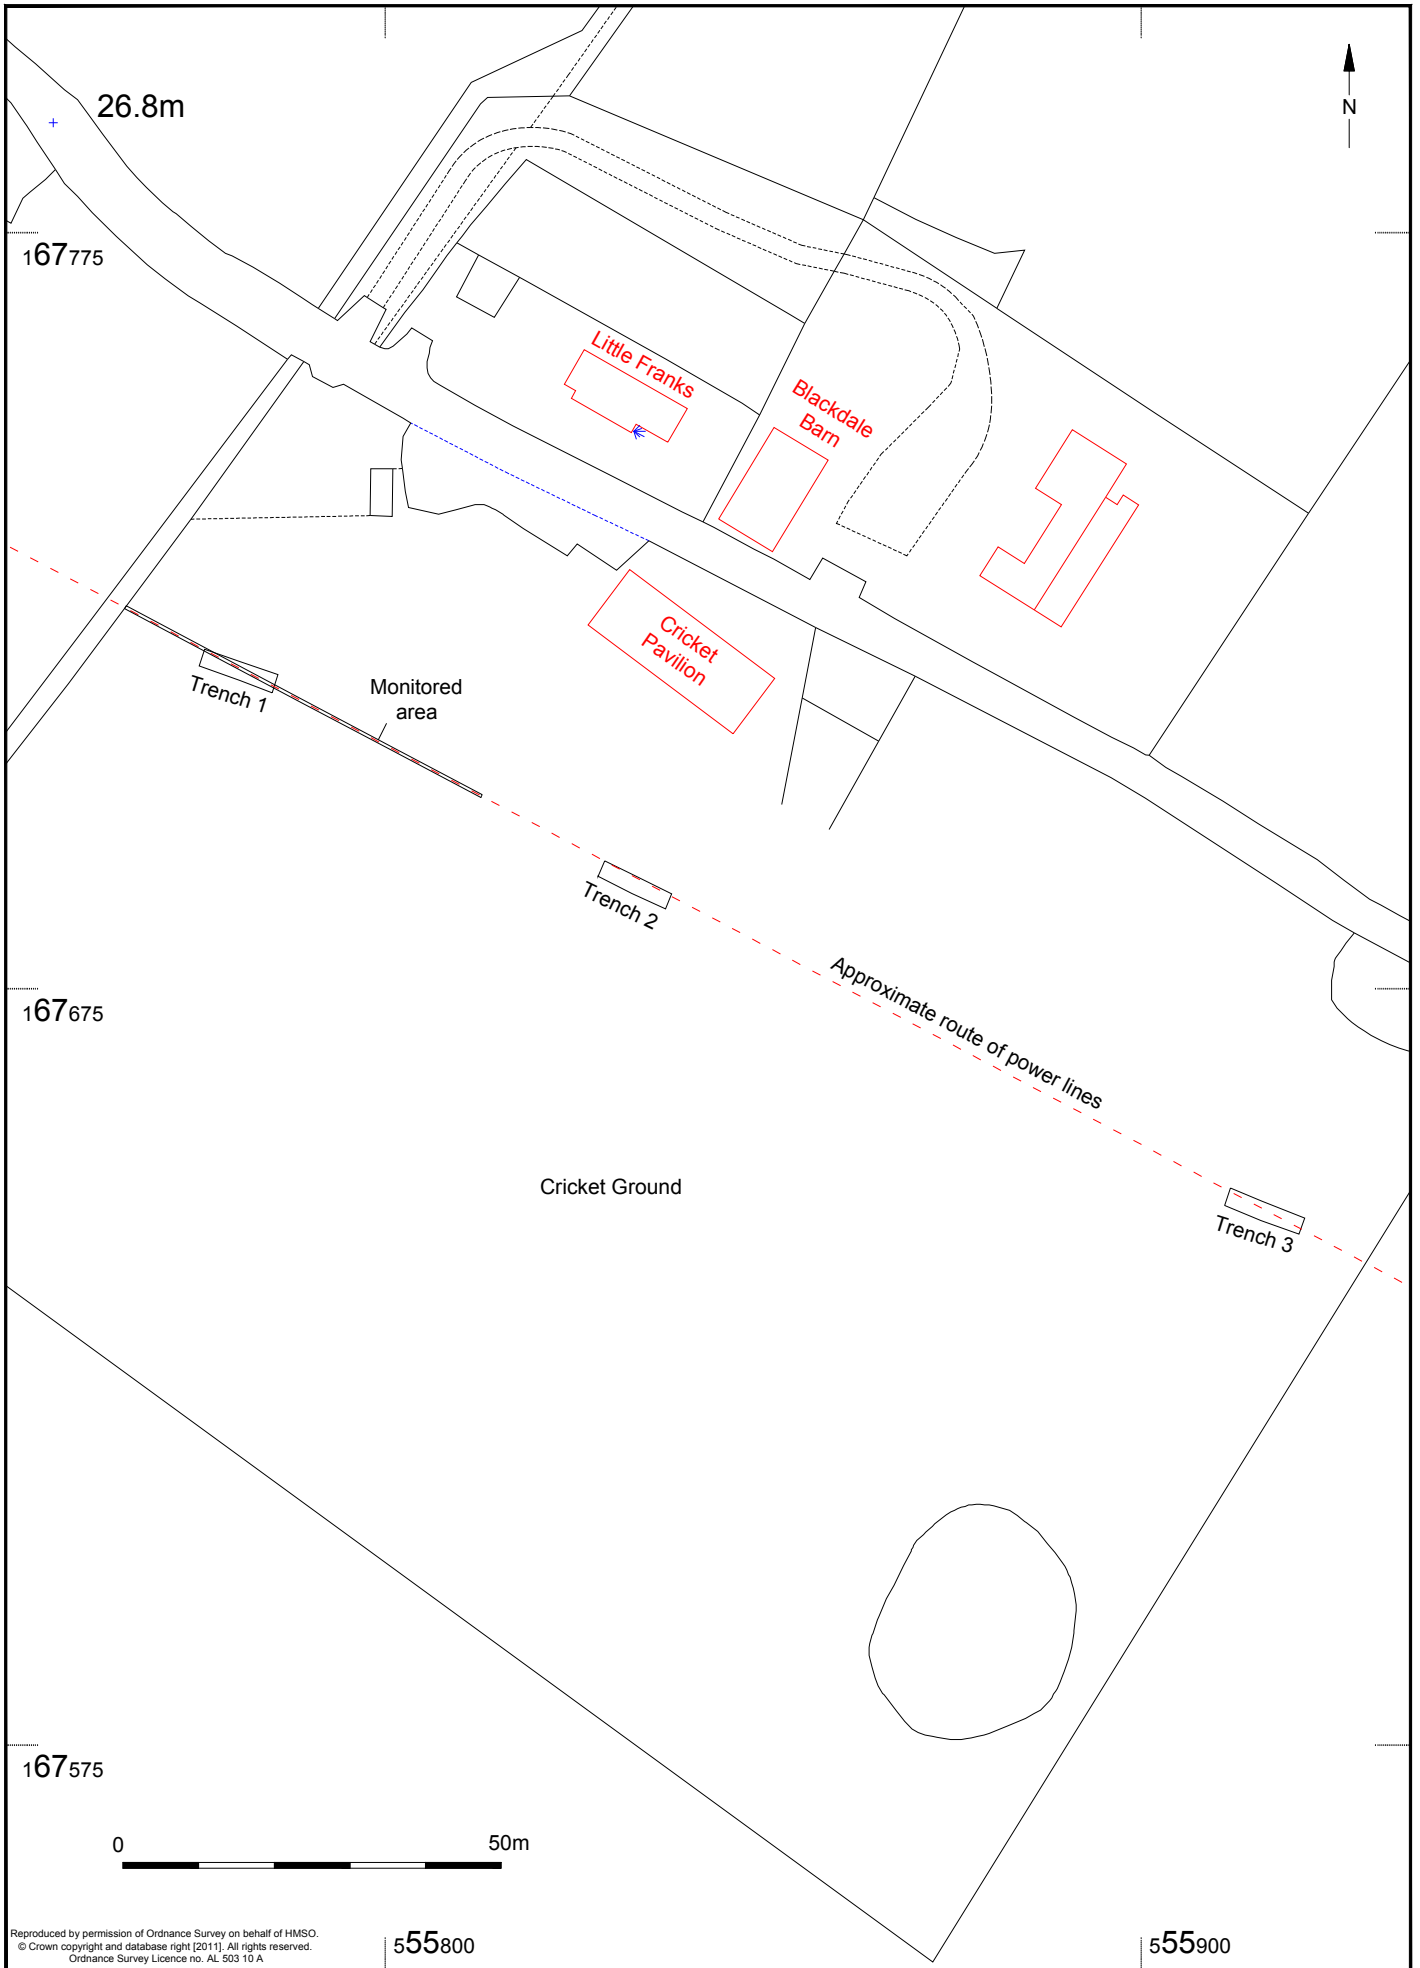 26.8m
N
167775
Little Franks
Blackdale
Barn
Cricket
Pavilion
Trench 1
Monitored
area
Trench 2
Approximate route of power lines
167675
Cricket Ground
Trench 3
167575
0
50m
Reproduced by permission of Ordnance Survey on behalf of HMSO.
© Crown copyright and database right [2011]. All rights reserved.
Ordnance Survey Licence no. AL 503 10 A
555800
555900